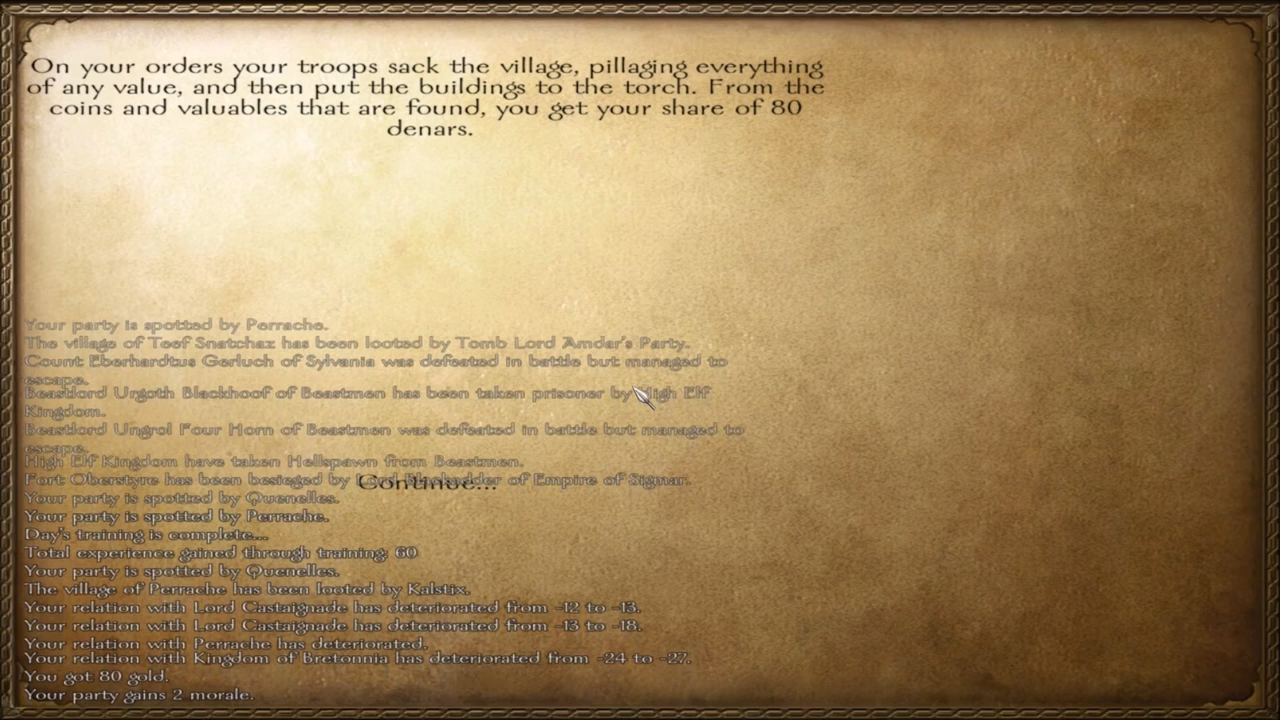 On your orders your troops sack the village, pillaging everything
of any value, and then put the buildings to the torch. From the
coins and valuables that are found, you get your share of 80
denars.
Your party is spotted by Perrache.
The village of Teef Snatchaz has been looted by Tomb Lord Amdar's Party.
Count Eberhardtus Gerluch of Sylvania was defeated in battle but managed to
escape.
Beastlord Urgoth Blackhoof of Beastmen has been taken prisoner by High Elf
Kingdom.
Beastlord Ungrol Four Horn of Beastmen was defeated in battle but managed to
escape.
High Elf Kingdom have taken Hellspawn from Beastmen.
Fort Oberstyre has been besieged by Lord Blackadder of Empire of Sigmar.
Continue...
Your party is spotted by Quenelles.
Your party is spotted by Perrache.
Day's training is complete...
Total experience gained through training: 60
Your party is spotted by Quenelles.
The village of Perrache has been looted by Kalstix.
Your relation with Lord Castaignade has deteriorated from -12 to -13.
Your relation with Lord Castaignade has deteriorated from -13 to -18.
Your relation with Perrache has deteriorated.
Your relation with Kingdom of Bretonnia has deteriorated from -24 to -27.
You got 80 gold.
Your party gains 2 morale.